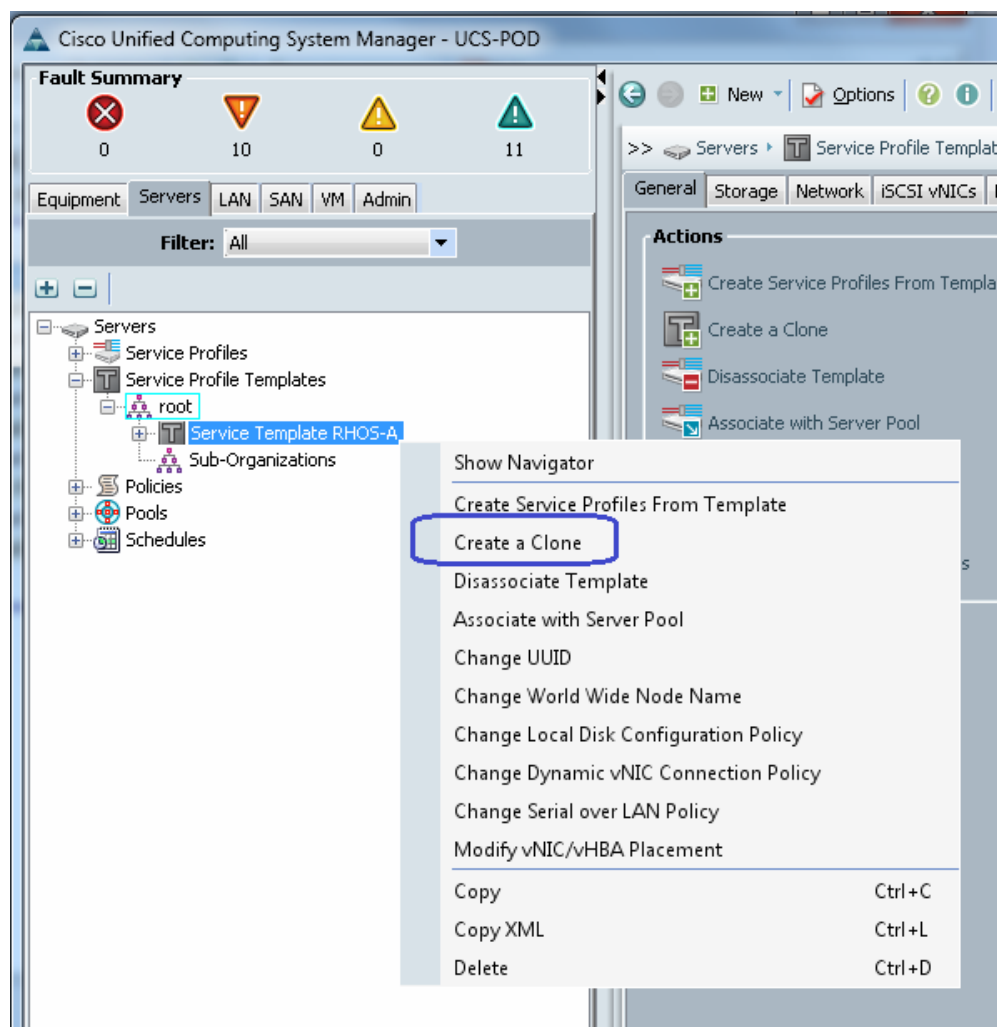 Cisco Unified Computing System Manager - UCS-POD
Fault Summary
0 10 0 11
Equipment Servers LAN SAN VM Admin
Filter: All
Servers
Service Profiles
Service Profile Templates
root
Service Template RHOS-A
Sub-Organizations
Policies
Pools
Schedules
New Options
>> Servers Service Profile Templat
General Storage Network iSCSI vNICs
Actions
Create Service Profiles From Templa
Create a Clone
Disassociate Template
Associate with Server Pool
s
Show Navigator
Create Service Profiles From Template
Create a Clone
Disassociate Template
Associate with Server Pool
Change UUID
Change World Wide Node Name
Change Local Disk Configuration Policy
Change Dynamic vNIC Connection Policy
Change Serial over LAN Policy
Modify vNIC/vHBA Placement
Copy Ctrl+C
Copy XML Ctrl+L
Delete Ctrl+D